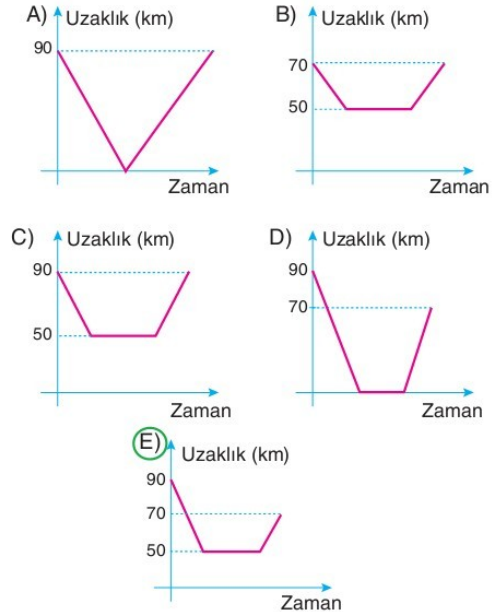 A) Uzaklık (km)
90
Zaman
B) Uzaklık (km)
70
50
Zaman
C) Uzaklık (km)
90
50
Zaman
D) Uzaklık (km)
90
70
Zaman
E) Uzaklık (km)
90
70
50
Zaman